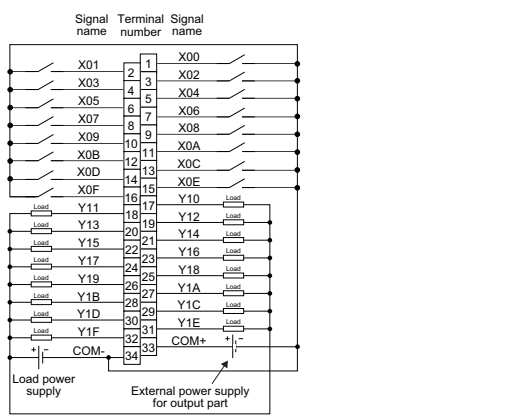 Signal name Terminal number Signal name
1 X00
X01 2
3 X02
X03 4
5 X04
X05 6
7 X06
X07 8
9 X08
X09 10
11 X0A
X0B 12
13 X0C
X0D 14
15 X0E
X0F 16
17 Y10 Load
Load Y11 18
19 Y12 Load
Load Y13 20
21 Y14 Load
Load Y15 22
23 Y16 Load
Load Y17 24
25 Y18 Load
Load Y19 26
27 Y1A Load
Load Y1B 28
29 Y1C Load
Load Y1D 30
31 Y1E Load
Load Y1F 32
33 COM+ + -
+ - COM- 34
Load power
supply
External power supply
for output part